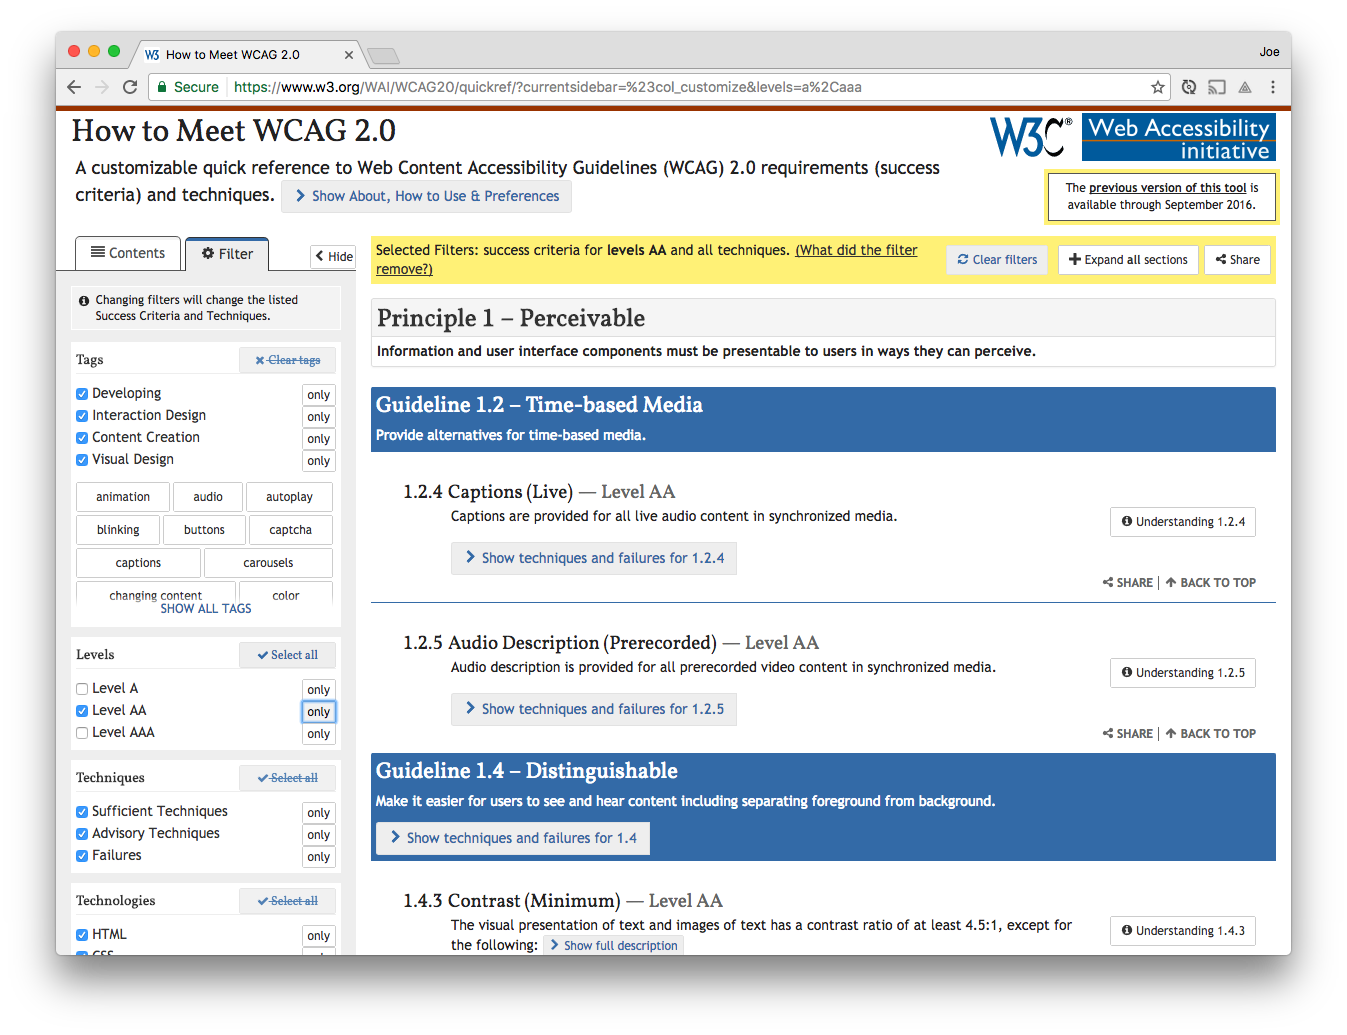 How to Meet WCAG 2.0
Joe
Secure
https://www.w3.org/WAI/WCAG20/quickref/?currentsidebar=%23col_customize&levels=a%2Caaa
How to Meet WCAG 2.0
A customizable quick reference to Web Content Accessibility Guidelines (WCAG) 2.0 requirements (success
criteria) and techniques.
Show About, How to Use & Preferences
W3C®
Web Accessibility
initiative
The previous version of this tool is
available through September 2016.
Contents
Filter
Hide
Changing filters will change the listed
Success Criteria and Techniques.
Tags
Clear tags
Developing only
Interaction Design only
Content Creation only
Visual Design only
animation audio autoplay
blinking buttons captcha
captions carousels
changing content color
SHOW ALL TAGS
Levels
Select all
Level A only
Level AA only
Level AAA only
Techniques
Select all
Sufficient Techniques only
Advisory Techniques only
Failures only
Technologies
Select all
HTML only
CSS
Selected Filters: success criteria for levels AA and all techniques. (What did the filter
remove?)
Clear filters
Expand all sections
Share
Principle 1 – Perceivable
Information and user interface components must be presentable to users in ways they can perceive.
Guideline 1.2 – Time-based Media
Provide alternatives for time-based media.
1.2.4 Captions (Live) — Level AA
Captions are provided for all live audio content in synchronized media.
Understanding 1.2.4
Show techniques and failures for 1.2.4
SHARE | BACK TO TOP
1.2.5 Audio Description (Prerecorded) — Level AA
Audio description is provided for all prerecorded video content in synchronized media.
Understanding 1.2.5
Show techniques and failures for 1.2.5
SHARE | BACK TO TOP
Guideline 1.4 – Distinguishable
Make it easier for users to see and hear content including separating foreground from background.
Show techniques and failures for 1.4
1.4.3 Contrast (Minimum) — Level AA
The visual presentation of text and images of text has a contrast ratio of at least 4.5:1, except for
the following:
Show full description
Understanding 1.4.3